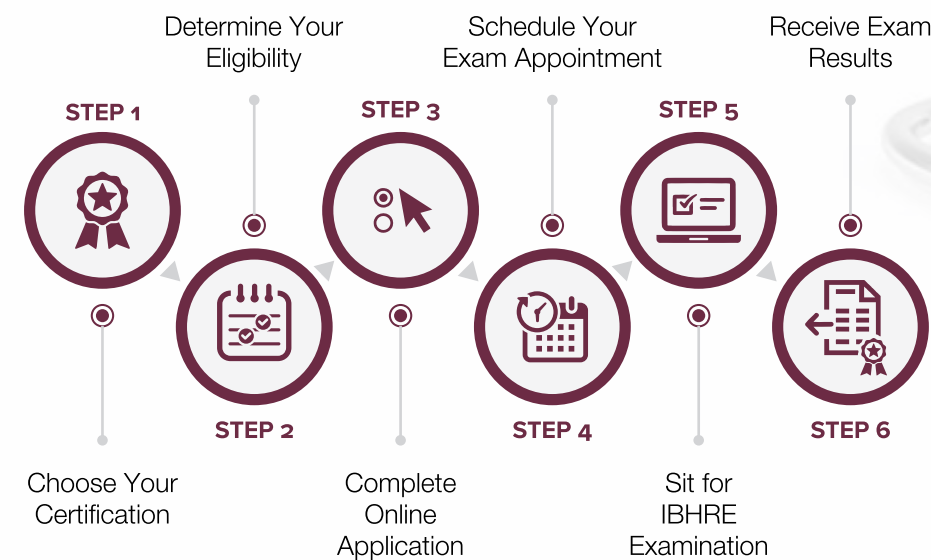 Determine Your
Eligibility
Schedule Your
Exam Appointment
Receive Exam
Results
STEP 1
STEP 3
STEP 5
STEP 2
STEP 4
STEP 6
Choose Your
Certification
Complete
Online
Application
Sit for
IBHRE
Examination